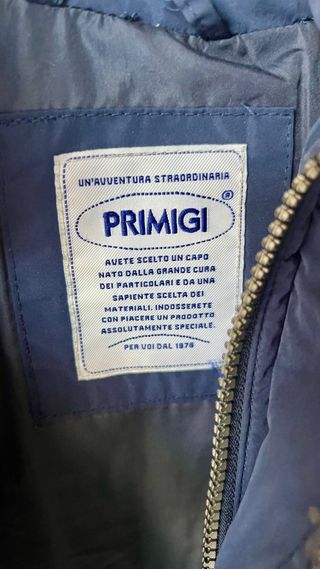 UN'AVVENTURA STRAORDINARIA
PRIMIGI ®
AVETE SCELTO UN CAPO
NATO DALLA GRANDE CURA
DEI PARTICOLARI E DA UNA
SAPIENTE SCELTA DEI
MATERIALI. INDOSSERETE
CON PIACERE UN PRODOTTO
ASSOLUTAMENTE SPECIALE.
PER VOI DAL 1976